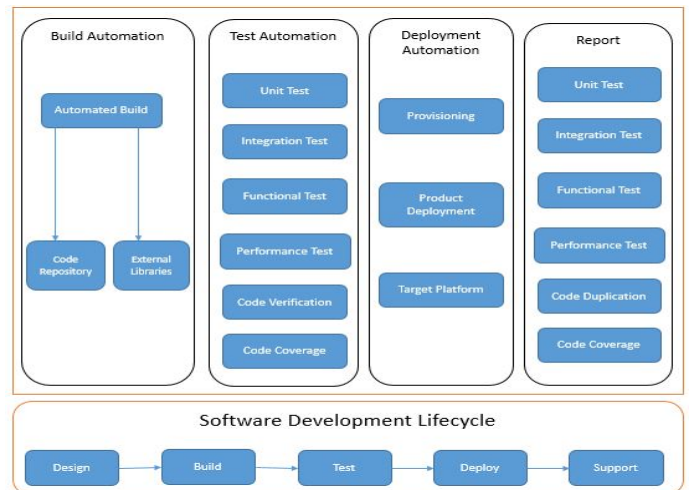 Build Automation
Automated Build
Code
Repository
External
Libraries
Test Automation
Unit Test
Integration Test
Functional Test
Performance Test
Code Verification
Code Coverage
Deployment
Automation
Provisioning
Product
Deployment
Target Platform
Report
Unit Test
Integration Test
Functional Test
Performance Test
Code Duplication
Code Coverage
Software Development Lifecycle
Design
Build
Test
Deploy
Support